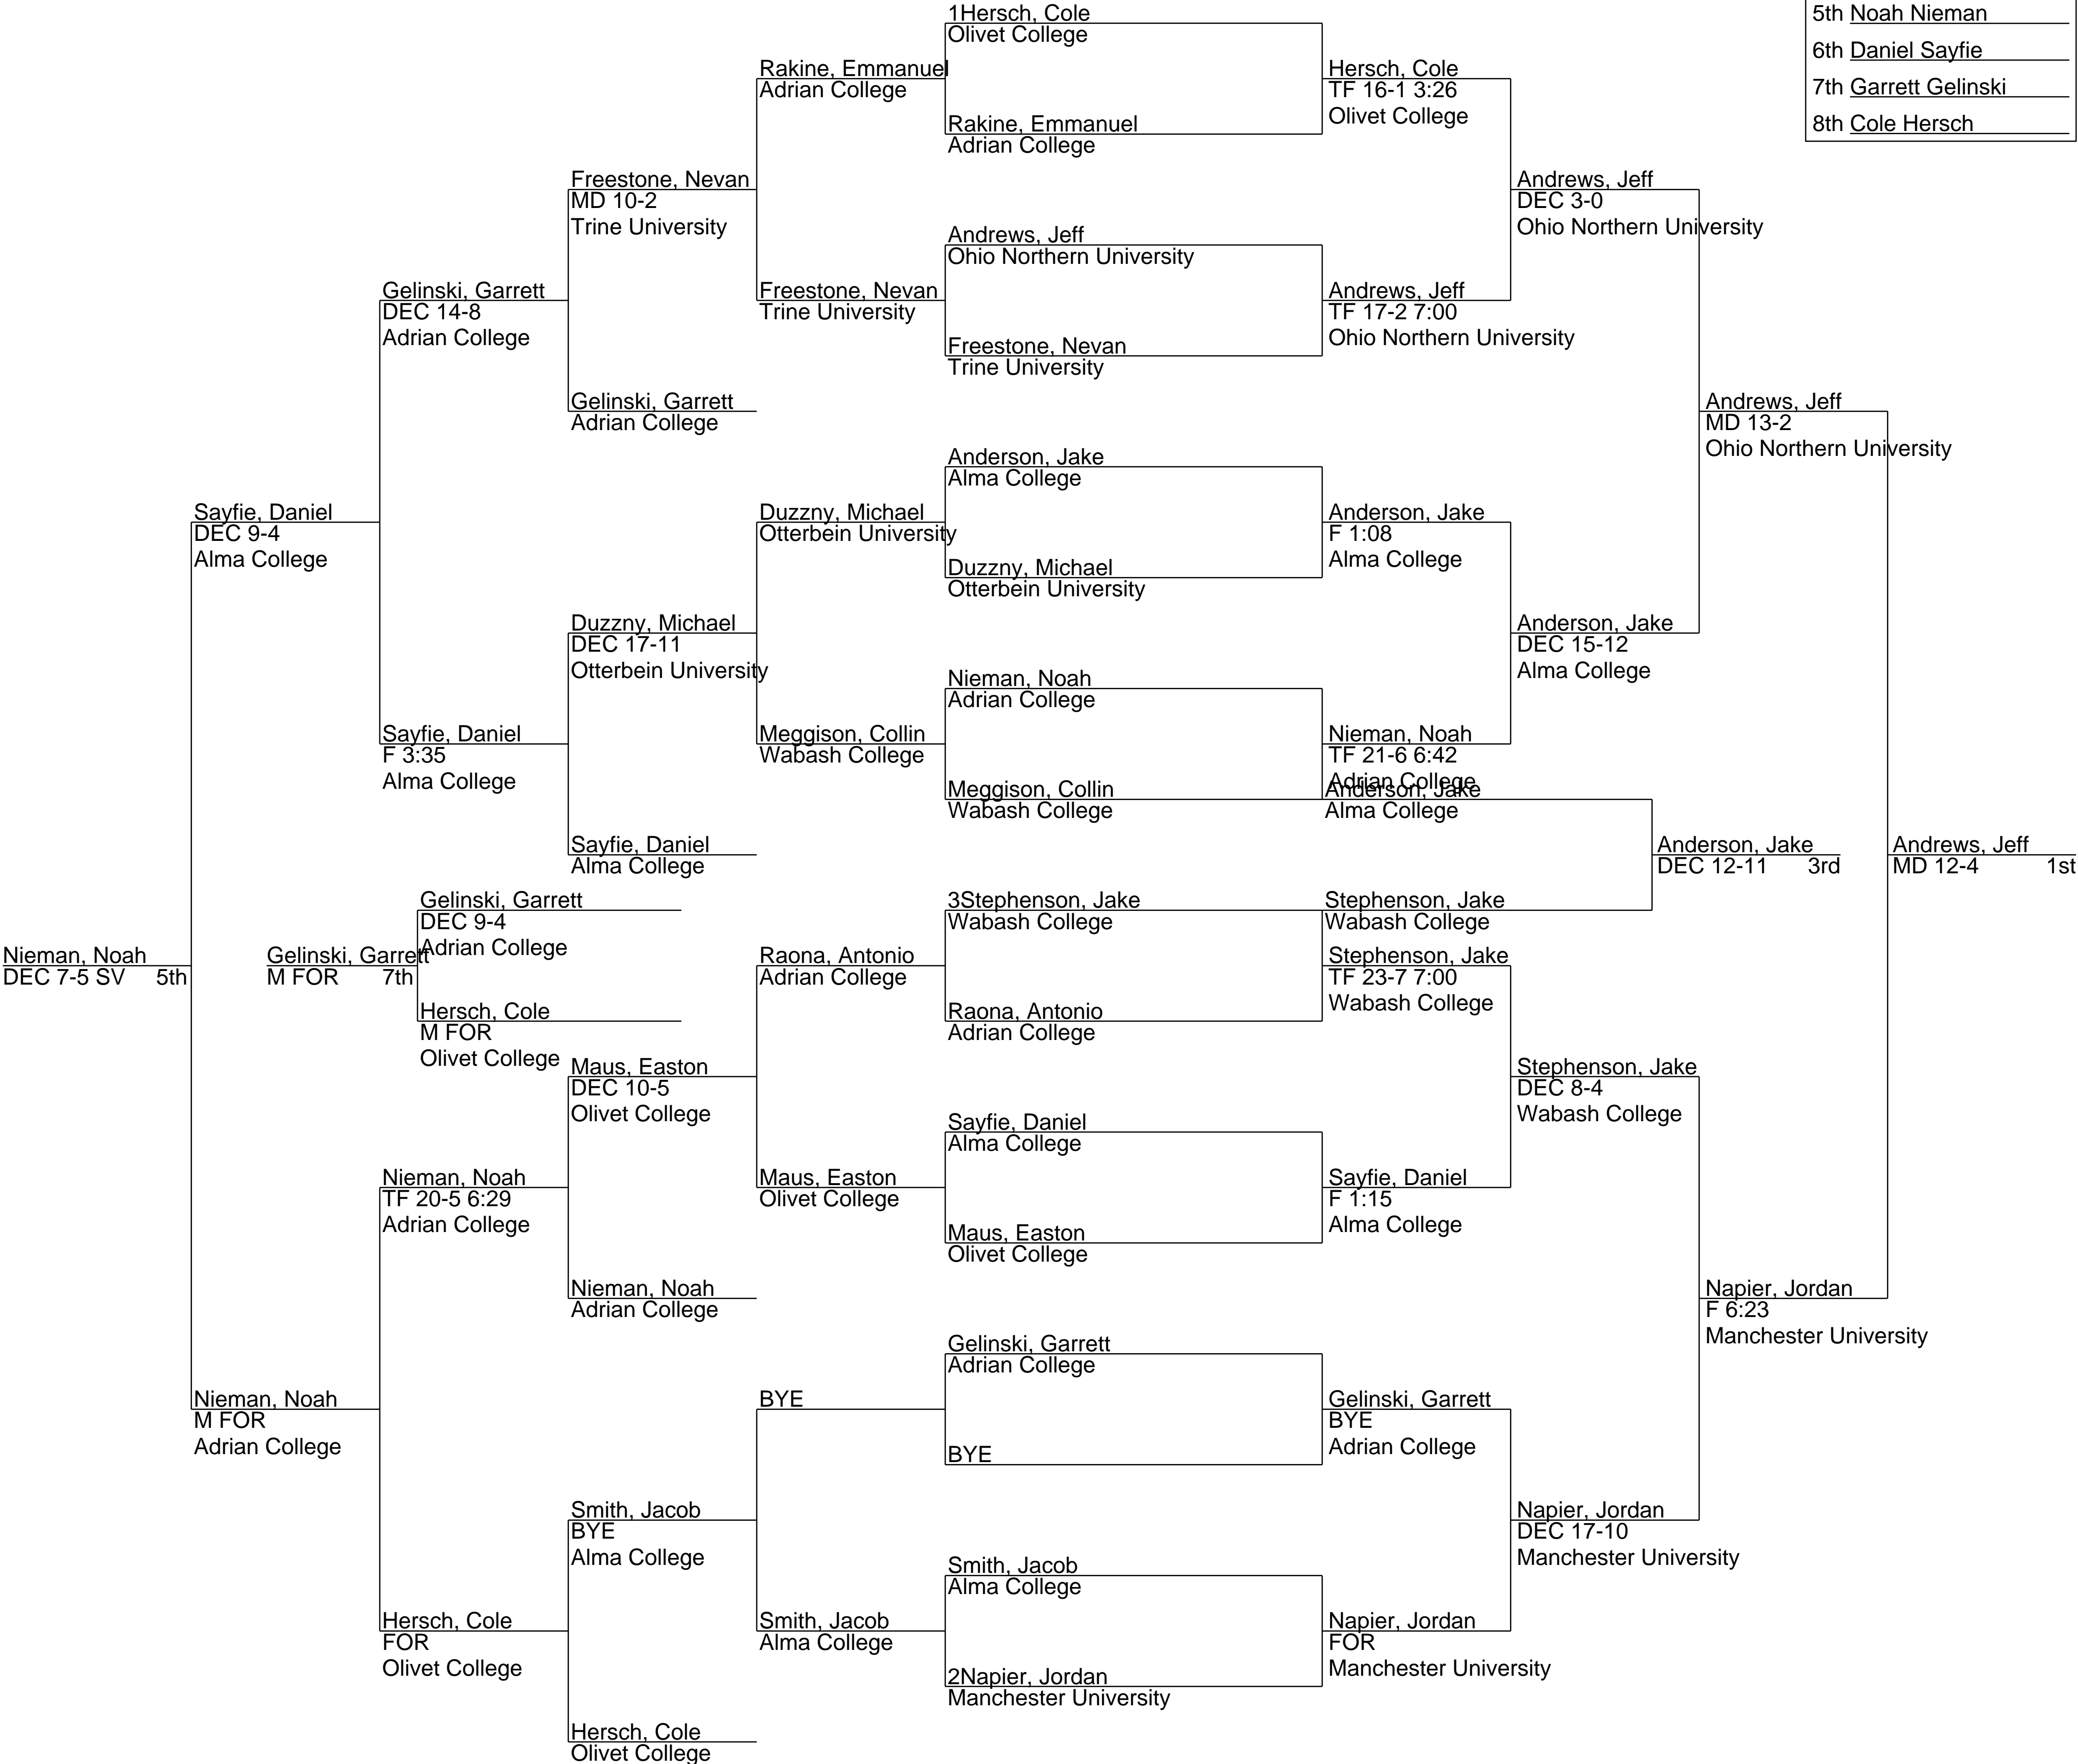 5th Noah Nieman
6th Daniel Sayfie
7th Garrett Gelinski
8th Cole Hersch
1Hersch, Cole
Olivet College
Rakine, Emmanuel
Adrian College
Hersch, Cole
TF 16-1 3:26
Olivet College
Rakine, Emmanuel
Adrian College
Freestone, Nevan
MD 10-2
Trine University
Andrews, Jeff
DEC 3-0
Ohio Northern University
Andrews, Jeff
Ohio Northern University
Gelinski, Garrett
DEC 14-8
Adrian College
Freestone, Nevan
Trine University
Andrews, Jeff
TF 17-2 7:00
Ohio Northern University
Freestone, Nevan
Trine University
Gelinski, Garrett
Adrian College
Andrews, Jeff
MD 13-2
Ohio Northern University
Anderson, Jake
Alma College
Sayfie, Daniel
DEC 9-4
Alma College
Duzzny, Michael
Otterbein University
Anderson, Jake
F 1:08
Alma College
Duzzny, Michael
Otterbein University
Duzzny, Michael
DEC 17-11
Otterbein University
Anderson, Jake
DEC 15-12
Alma College
Nieman, Noah
Adrian College
Sayfie, Daniel
F 3:35
Alma College
Meggison, Collin
Wabash College
Nieman, Noah
TF 21-6 6:42
Adrian College
Meggison, Collin
Wabash College
Anderson, Jake
Alma College
Sayfie, Daniel
Alma College
Anderson, Jake
DEC 12-11 3rd
Andrews, Jeff
MD 12-4 1st
Gelinski, Garrett
DEC 9-4
Adrian College
3Stephenson, Jake
Wabash College
Stephenson, Jake
Wabash College
Nieman, Noah
DEC 7-5 SV 5th
Gelinski, Garrett
M FOR 7th
Raona, Antonio
Adrian College
Stephenson, Jake
TF 23-7 7:00
Wabash College
Hersch, Cole
M FOR
Olivet College
Raona, Antonio
Adrian College
Maus, Easton
DEC 10-5
Olivet College
Stephenson, Jake
DEC 8-4
Wabash College
Sayfie, Daniel
Alma College
Nieman, Noah
TF 20-5 6:29
Adrian College
Maus, Easton
Olivet College
Sayfie, Daniel
F 1:15
Alma College
Maus, Easton
Olivet College
Nieman, Noah
Adrian College
Napier, Jordan
F 6:23
Manchester University
Gelinski, Garrett
Adrian College
Nieman, Noah
M FOR
Adrian College
BYE
Gelinski, Garrett
BYE
Adrian College
BYE
Smith, Jacob
BYE
Alma College
Napier, Jordan
DEC 17-10
Manchester University
Smith, Jacob
Alma College
Hersch, Cole
FOR
Olivet College
Smith, Jacob
Alma College
Napier, Jordan
FOR
Manchester University
2Napier, Jordan
Manchester University
Hersch, Cole
Olivet College